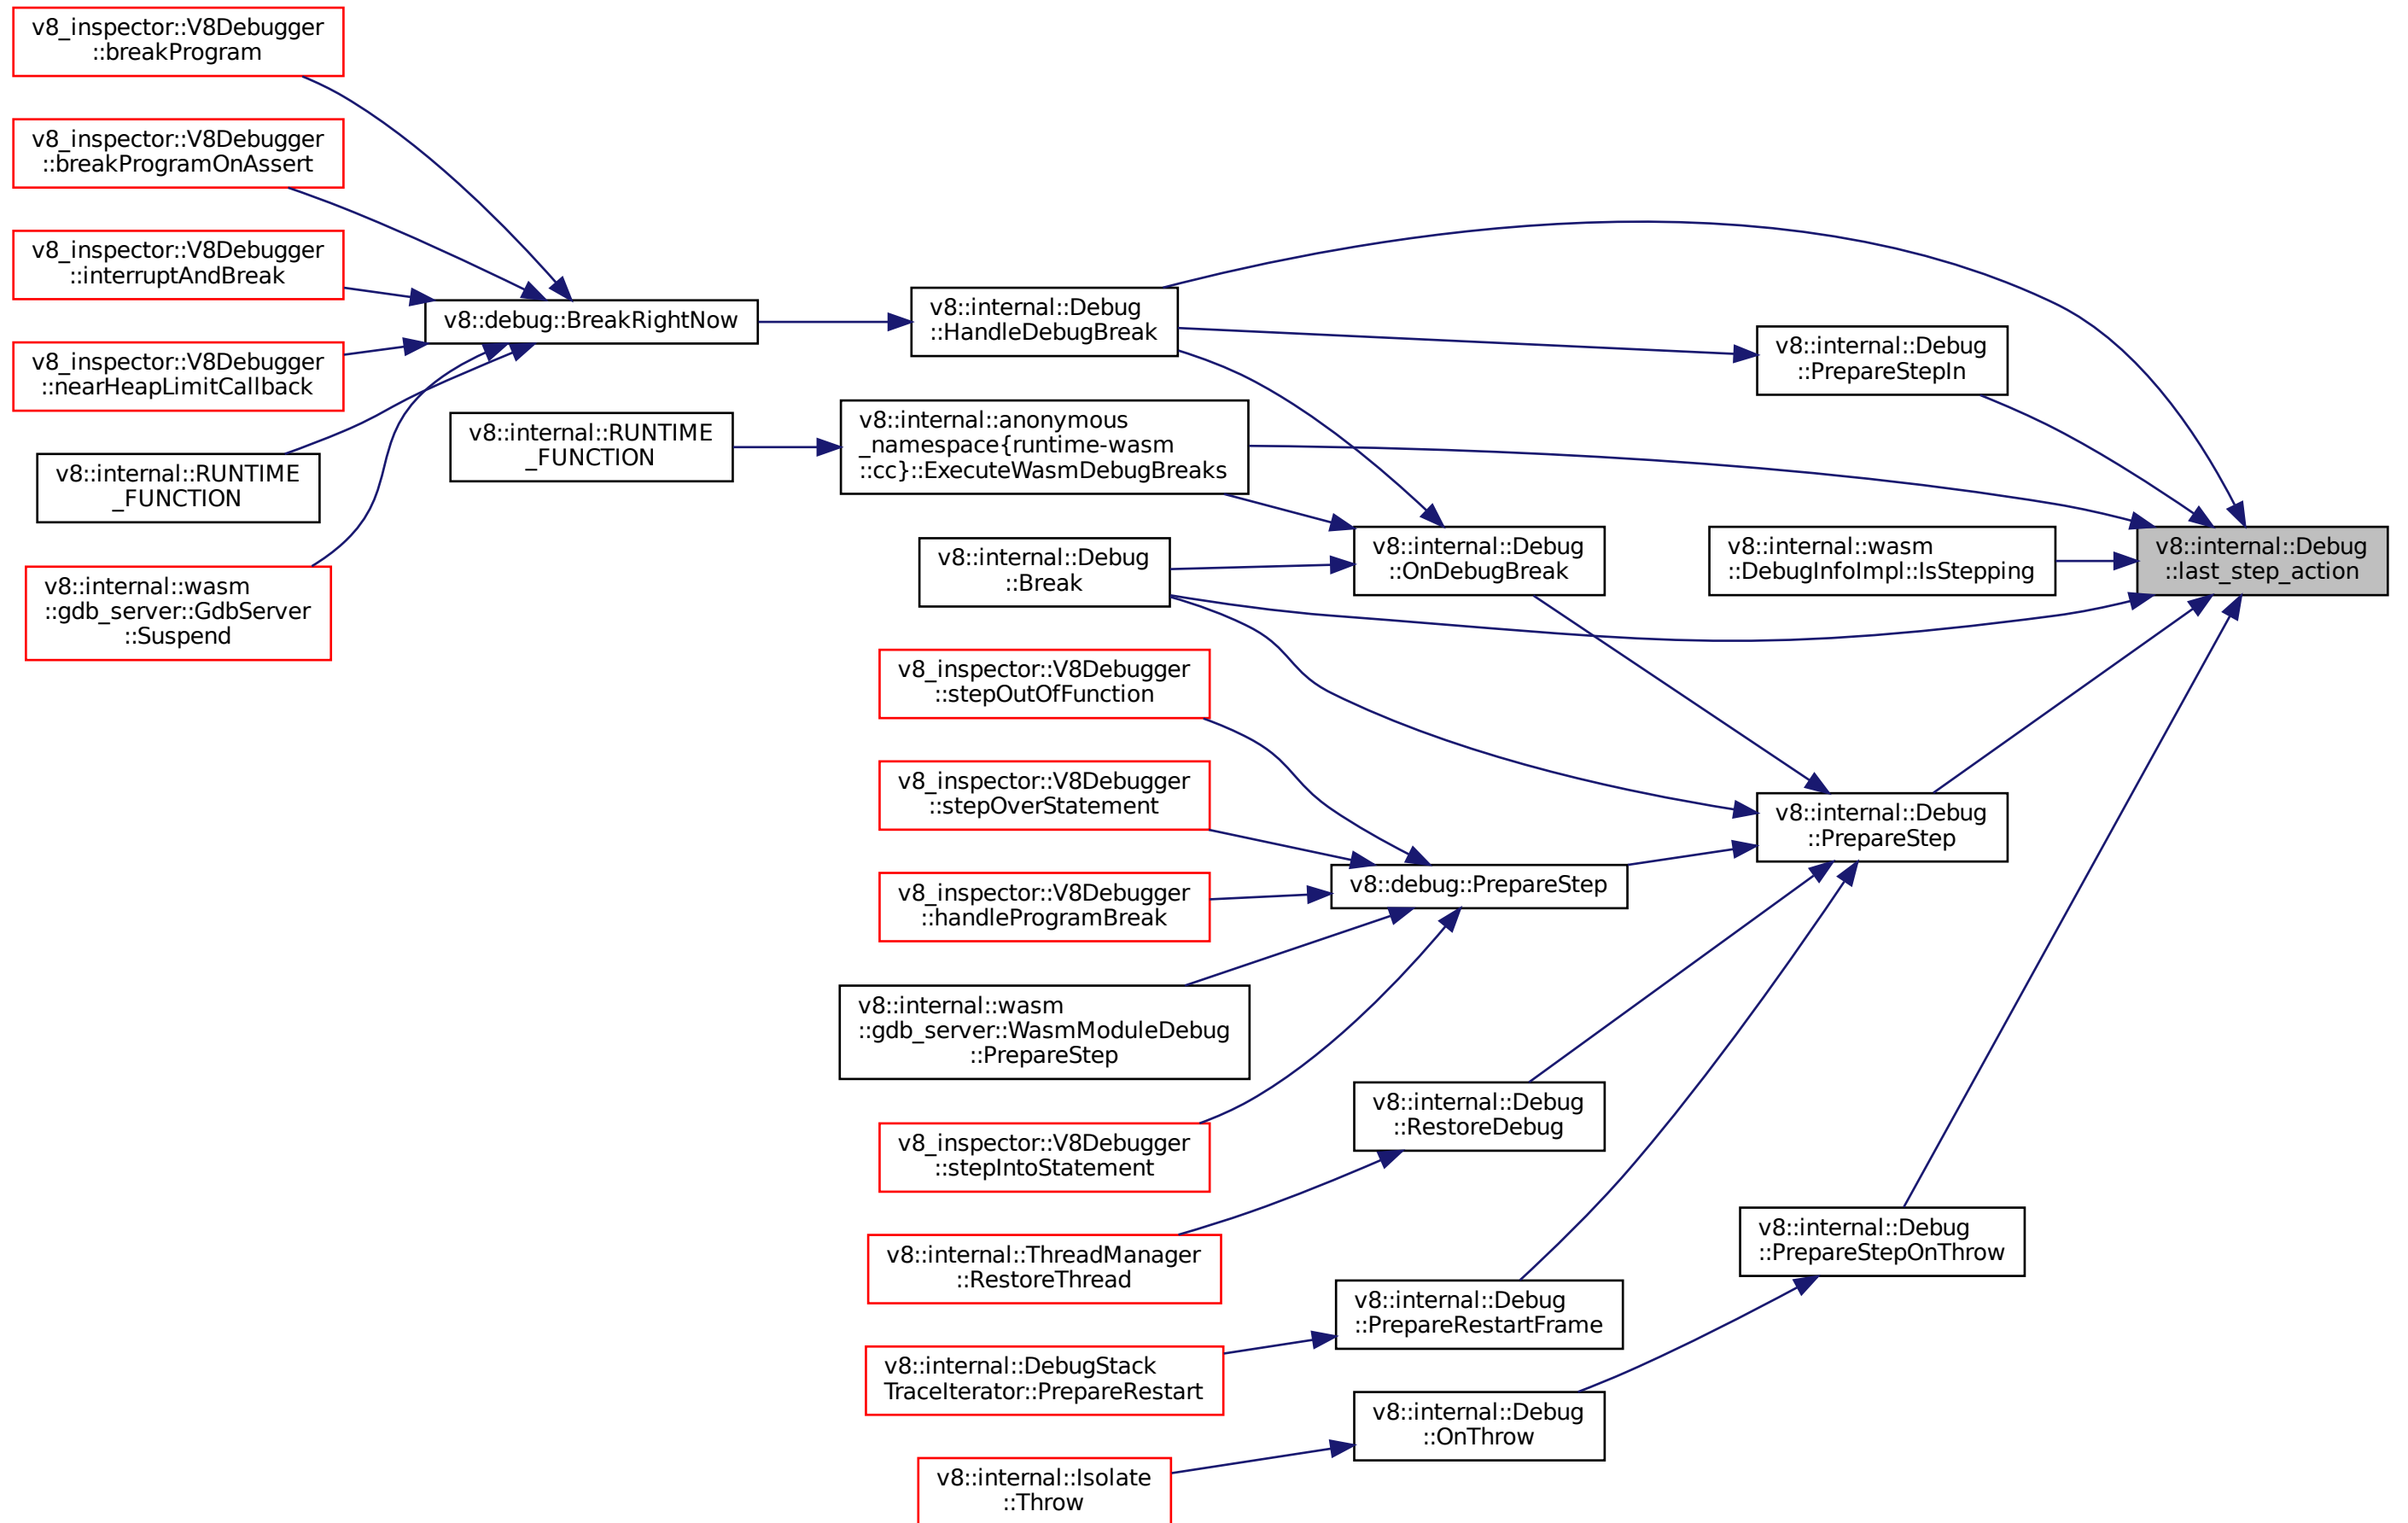 v8_inspector::V8Debugger
::breakProgram
v8_inspector::V8Debugger
::breakProgramOnAssert
v8_inspector::V8Debugger
::interruptAndBreak
v8_inspector::V8Debugger
::nearHeapLimitCallback
v8::internal::RUNTIME
_FUNCTION
v8::internal::wasm
::gdb_server::GdbServer
::Suspend
v8::debug::BreakRightNow
v8::internal::RUNTIME
_FUNCTION
v8::internal::Debug
::HandleDebugBreak
v8::internal::anonymous
_namespace{runtime-wasm
::cc}::ExecuteWasmDebugBreaks
v8::internal::Debug
::Break
v8_inspector::V8Debugger
::stepOutOfFunction
v8_inspector::V8Debugger
::stepOverStatement
v8_inspector::V8Debugger
::handleProgramBreak
v8::internal::wasm
::gdb_server::WasmModuleDebug
::PrepareStep
v8_inspector::V8Debugger
::stepIntoStatement
v8::internal::ThreadManager
::RestoreThread
v8::internal::DebugStack
TraceIterator::PrepareRestart
v8::internal::Isolate
::Throw
v8::internal::Debug
::OnDebugBreak
v8::debug::PrepareStep
v8::internal::Debug
::RestoreDebug
v8::internal::Debug
::PrepareRestartFrame
v8::internal::Debug
::OnThrow
v8::internal::Debug
::PrepareStepIn
v8::internal::wasm
::DebugInfoImpl::IsStepping
v8::internal::Debug
::PrepareStep
v8::internal::Debug
::PrepareStepOnThrow
v8::internal::Debug
::last_step_action